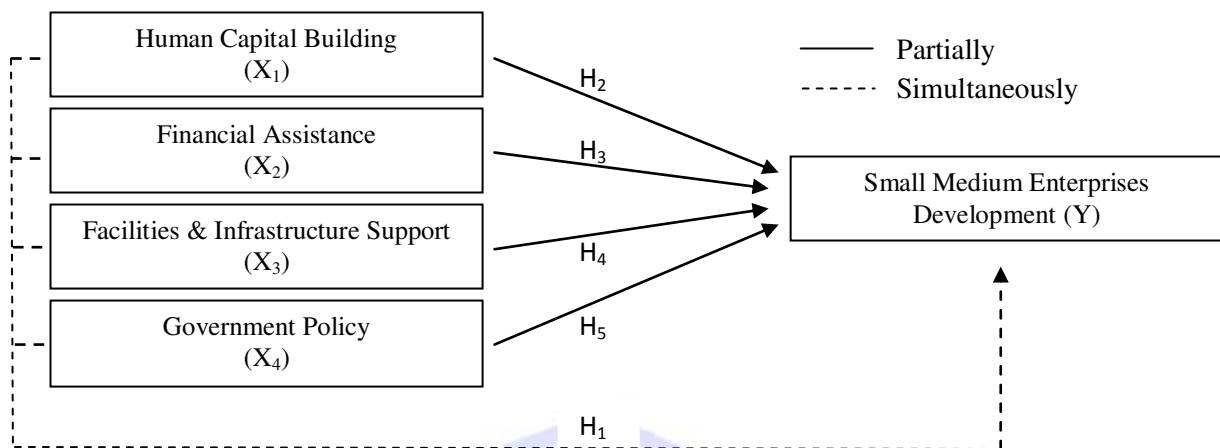 Human Capital Building
(X₁)
Financial Assistance
(X₂)
Facilities & Infrastructure Support
(X₃)
Government Policy
(X₄)
H₂
H₃
H₄
H₅
H₁
Partially
Simultaneously
Small Medium Enterprises
Development (Y)